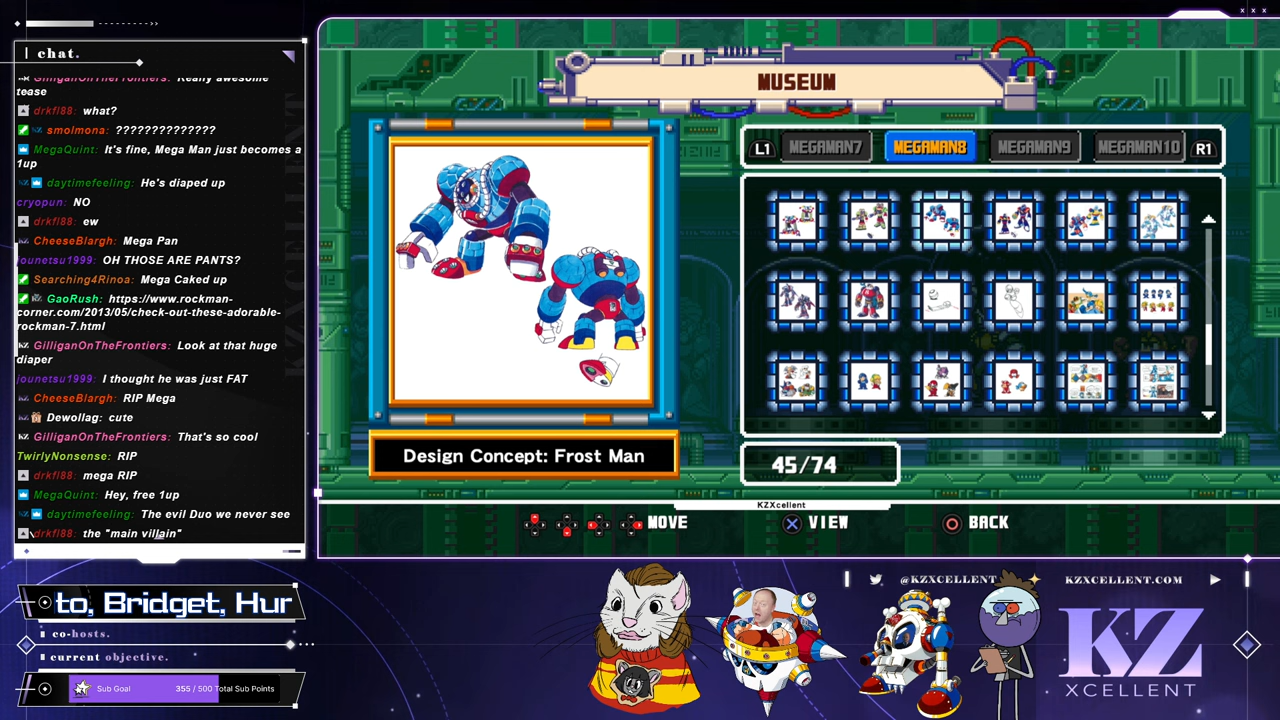 chat.
GilliganOnTheFrontiers: Really awesome
tease
drkfl88: what?
smolmona: ??????????????
MegaQuint: It's fine, Mega Man just becomes a
1up
daytimefeeling: He's diaped up
cryopun: NO
drkfl88: ew
CheeseBlargh: Mega Pan
jounetsu1999: OH THOSE ARE PANTS?
Searching4Rinoa: Mega Caked up
GaoRush: https://www.rockman-
corner.com/2013/05/check-out-these-adorable-
rockman-7.html
GilliganOnTheFrontiers: Look at that huge
diaper
jounetsu1999: I thought he was just FAT
CheeseBlargh: RIP Mega
Dewollag: cute
GilliganOnTheFrontiers: That's so cool
TwirlyNonsense: RIP
drkfl88: mega RIP
MegaQuint: Hey, free 1up
daytimefeeling: The evil Duo we never see
drkfl88: the "main villain"
to, Bridget, Hur
co-hosts.
current objective.
Sub Goal 355 / 500 Total Sub Points
MUSEUM
L1 MEGAMAN7 MEGAMAN8 MEGAMAN9 MEGAMAN10 R1
Design Concept: Frost Man
45/74
KZXcellent
MOVE VIEW BACK
@KZXCELLENT KZXCELLENT.COM
KZ
XCELLENT